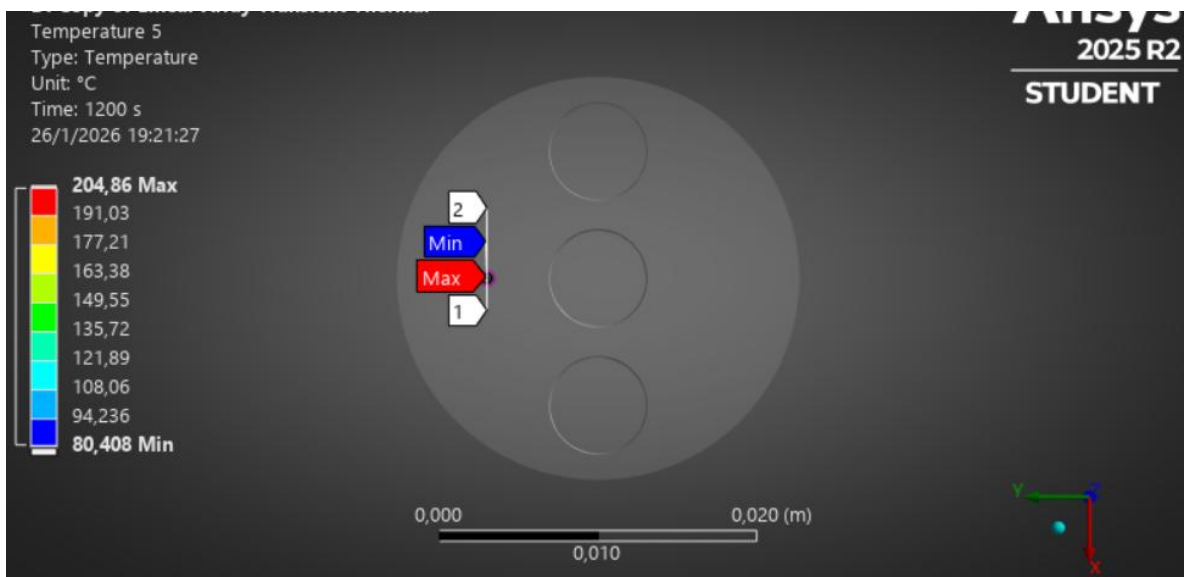 Temperature 5
Type: Temperature
Unit: °C
Time: 1200 s
26/1/2026 19:21:27
Ansys
2025 R2
STUDENT
204,86 Max
191,03
177,21
163,38
149,55
135,72
121,89
108,06
94,236
80,408 Min
2
Min
Max
1
0,000
0,020 (m)
0,010
Y
Z
X